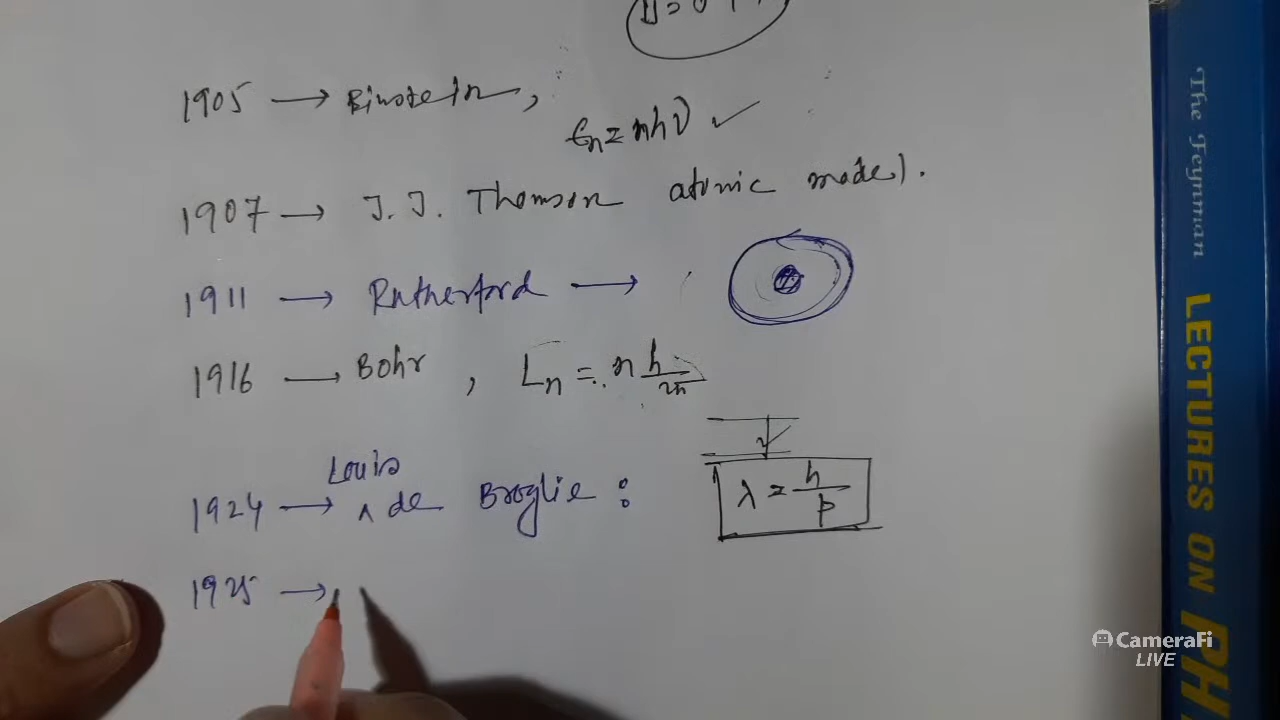 1905 → Einstein,
En = nhν ✓
1907 → J. J. Thomson atomic model.
1911 → Rutherford →
1916 → Bohr , Ln = n h/2π
Louis
1924 → ^ de Broglie : λ = h/p
1925 →
The Feynman LECTURES ON PH
CameraFi
LIVE